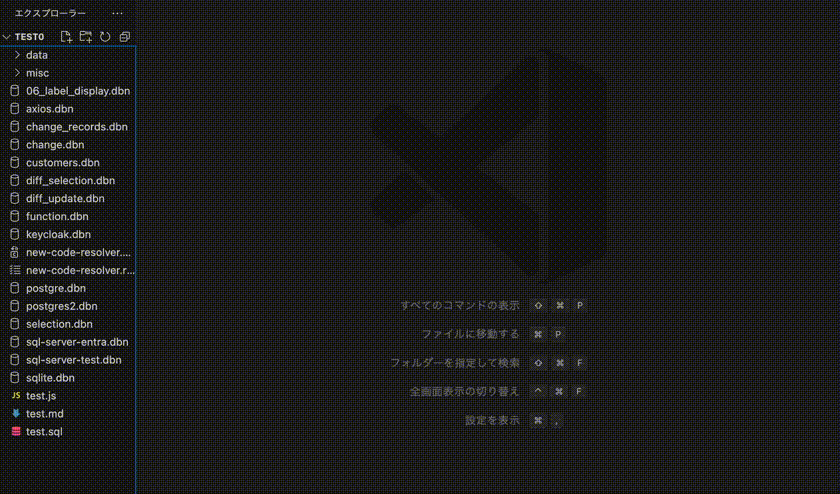 エクスプローラー ...
TEST0
data
misc
06_label_display.dbn
axios.dbn
change_records.dbn
change.dbn
customers.dbn
diff_selection.dbn
diff_update.dbn
function.dbn
keycloak.dbn
new-code-resolver....
new-code-resolver.r...
postgre.dbn
postgres2.dbn
selection.dbn
sql-server-entra.dbn
sql-server-test.dbn
sqlite.dbn
JS test.js
test.md
test.sql
すべてのコマンドの表示 ⇧ ⌘ P
ファイルに移動する ⌘ P
フォルダーを指定して検索 ⇧ ⌘ F
全画面表示の切り替え ^ ⌘ F
設定を表示 ⌘ ,